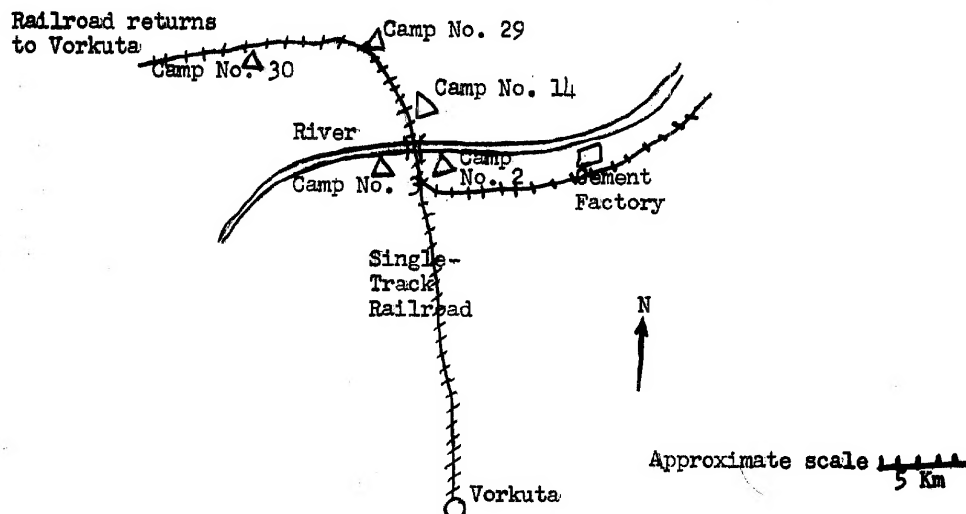 Railroad returns
to Vorkuta
Camp No. 29
Camp No. 30
Camp No. 14
River
Camp No. 3
Camp
No. 2
Cement
Factory
Single-
Track
Railroad
N
Approximate scale
5 Km
Vorkuta